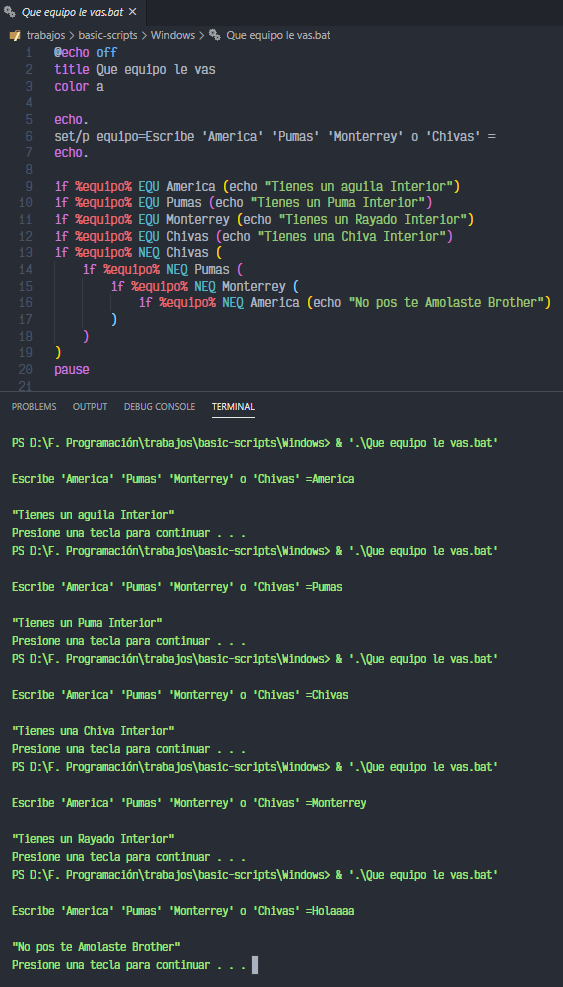 Que equipo le vas.bat ×
trabajos > basic-scripts > Windows > Que equipo le vas.bat
1 @echo off
2 title Que equipo le vas
3 color a
4
5 echo.
6 set/p equipo=Escribe 'America' 'Pumas' 'Monterrey' o 'Chivas' =
7 echo.
8
9 if %equipo% EQU America (echo "Tienes un aguila Interior")
10 if %equipo% EQU Pumas (echo "Tienes un Puma Interior")
11 if %equipo% EQU Monterrey (echo "Tienes un Rayado Interior")
12 if %equipo% EQU Chivas (echo "Tienes una Chiva Interior")
13 if %equipo% NEQ Chivas (
14     if %equipo% NEQ Pumas (
15         if %equipo% NEQ Monterrey (
16             if %equipo% NEQ America (echo "No pos te Amolaste Brother")
17         )
18     )
19 )
20 pause
21
PROBLEMS OUTPUT DEBUG CONSOLE TERMINAL
PS D:\F. Programación\trabajos\basic-scripts\Windows> & '.\Que equipo le vas.bat'
Escribe 'America' 'Pumas' 'Monterrey' o 'Chivas' =America
"Tienes un aguila Interior"
Presione una tecla para continuar . . .
PS D:\F. Programación\trabajos\basic-scripts\Windows> & '.\Que equipo le vas.bat'
Escribe 'America' 'Pumas' 'Monterrey' o 'Chivas' =Pumas
"Tienes un Puma Interior"
Presione una tecla para continuar . . .
PS D:\F. Programación\trabajos\basic-scripts\Windows> & '.\Que equipo le vas.bat'
Escribe 'America' 'Pumas' 'Monterrey' o 'Chivas' =Chivas
"Tienes una Chiva Interior"
Presione una tecla para continuar . . .
PS D:\F. Programación\trabajos\basic-scripts\Windows> & '.\Que equipo le vas.bat'
Escribe 'America' 'Pumas' 'Monterrey' o 'Chivas' =Monterrey
"Tienes un Rayado Interior"
Presione una tecla para continuar . . .
PS D:\F. Programación\trabajos\basic-scripts\Windows> & '.\Que equipo le vas.bat'
Escribe 'America' 'Pumas' 'Monterrey' o 'Chivas' =Holaaaa
"No pos te Amolaste Brother"
Presione una tecla para continuar . . .